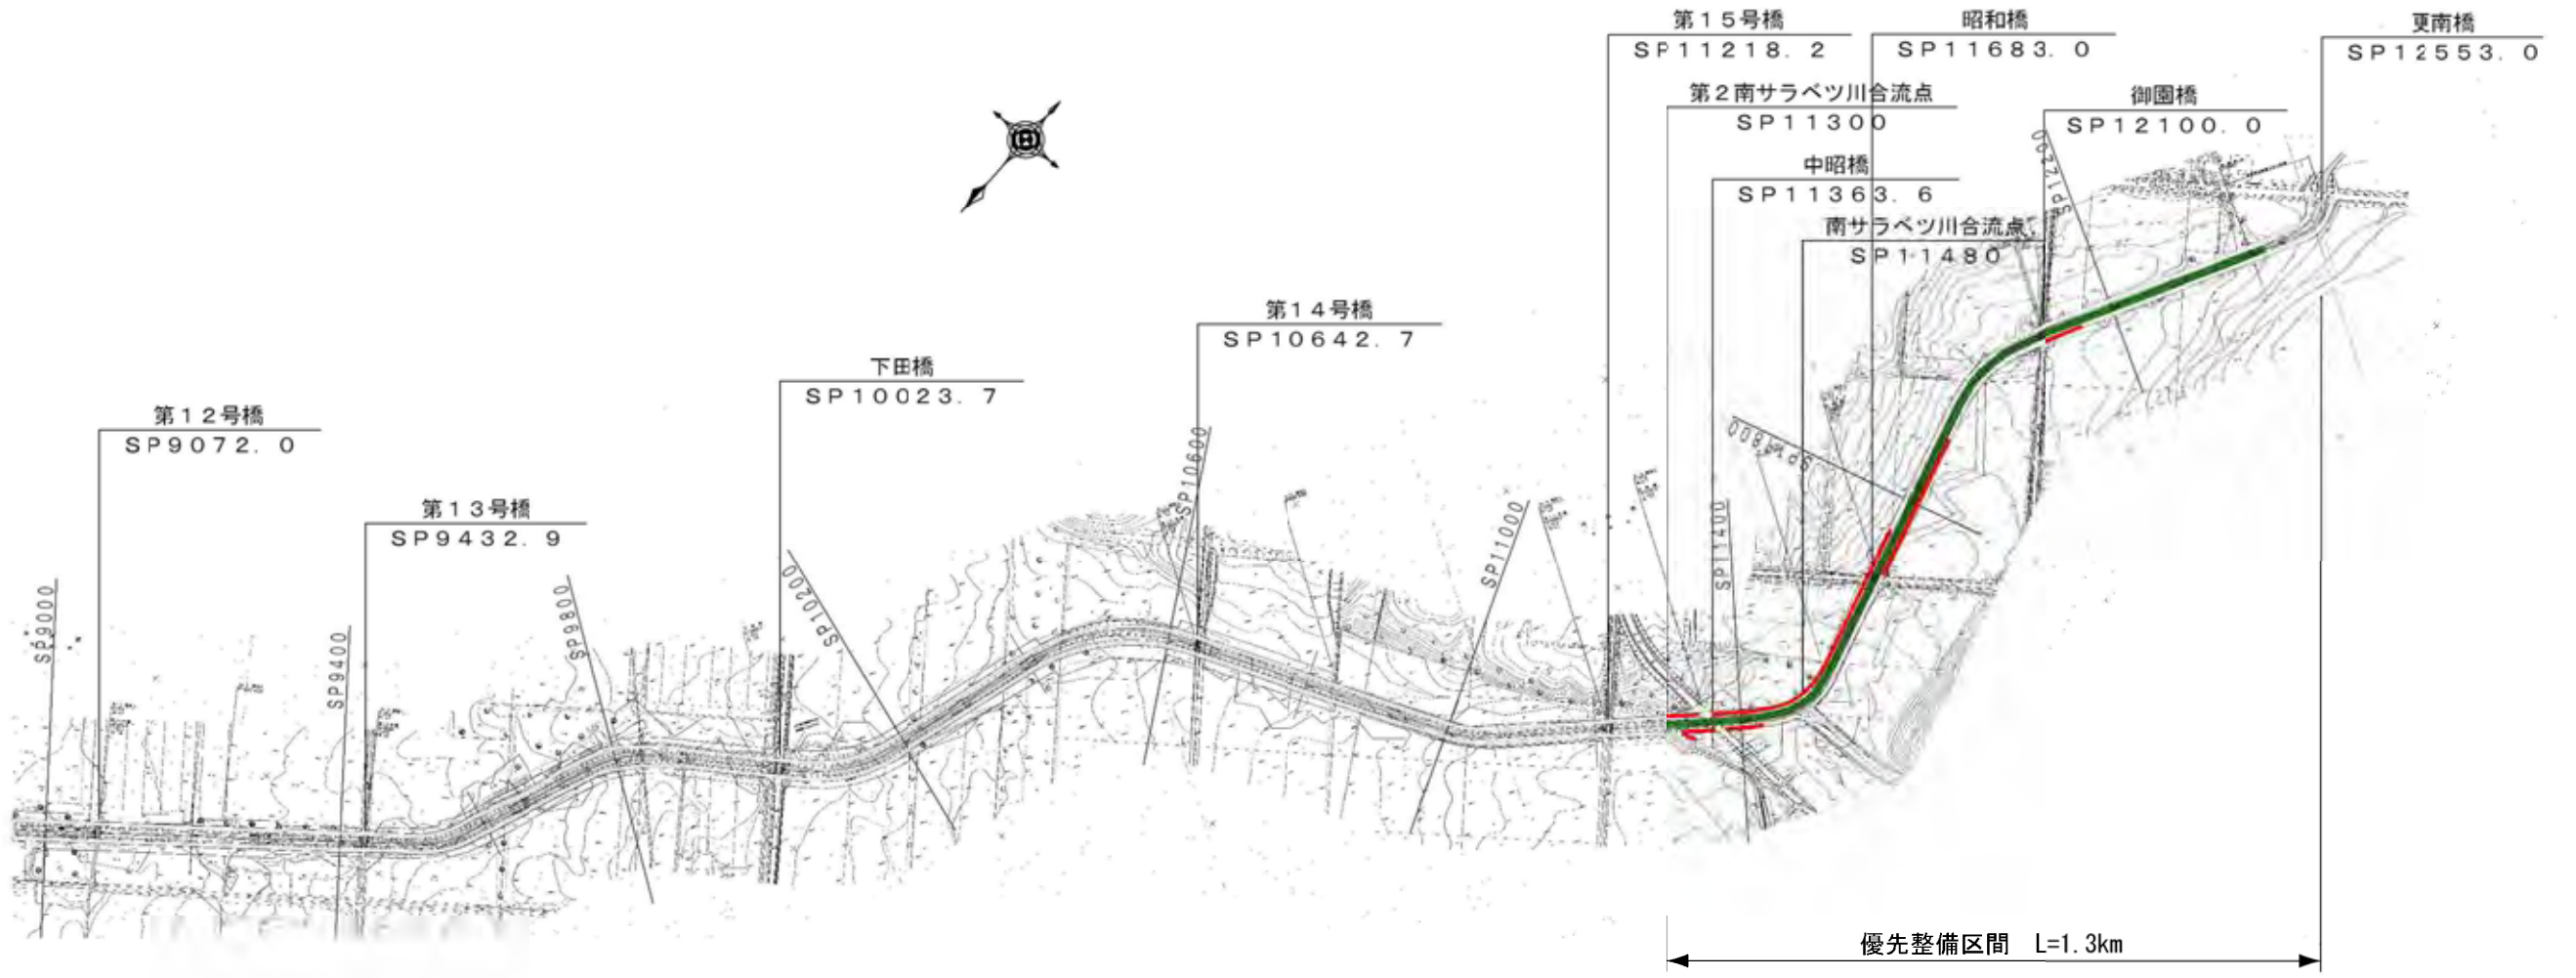 第15号橋
SP11218.2
昭和橋
SP11683.0
更南橋
SP12553.0
第2南サラベツ川合流点
SP11300
御園橋
SP12100.0
中昭橋
SP11363.6
南サラベツ川合流点
SP11480
第14号橋
SP10642.7
下田橋
SP10023.7
第12号橋
SP9072.0
第13号橋
SP9432.9
SP9000
SP9400
SP9800
SP10200
SP10600
SP11000
SP11400
SP11800
SP12200
優先整備区間 L=1.3km